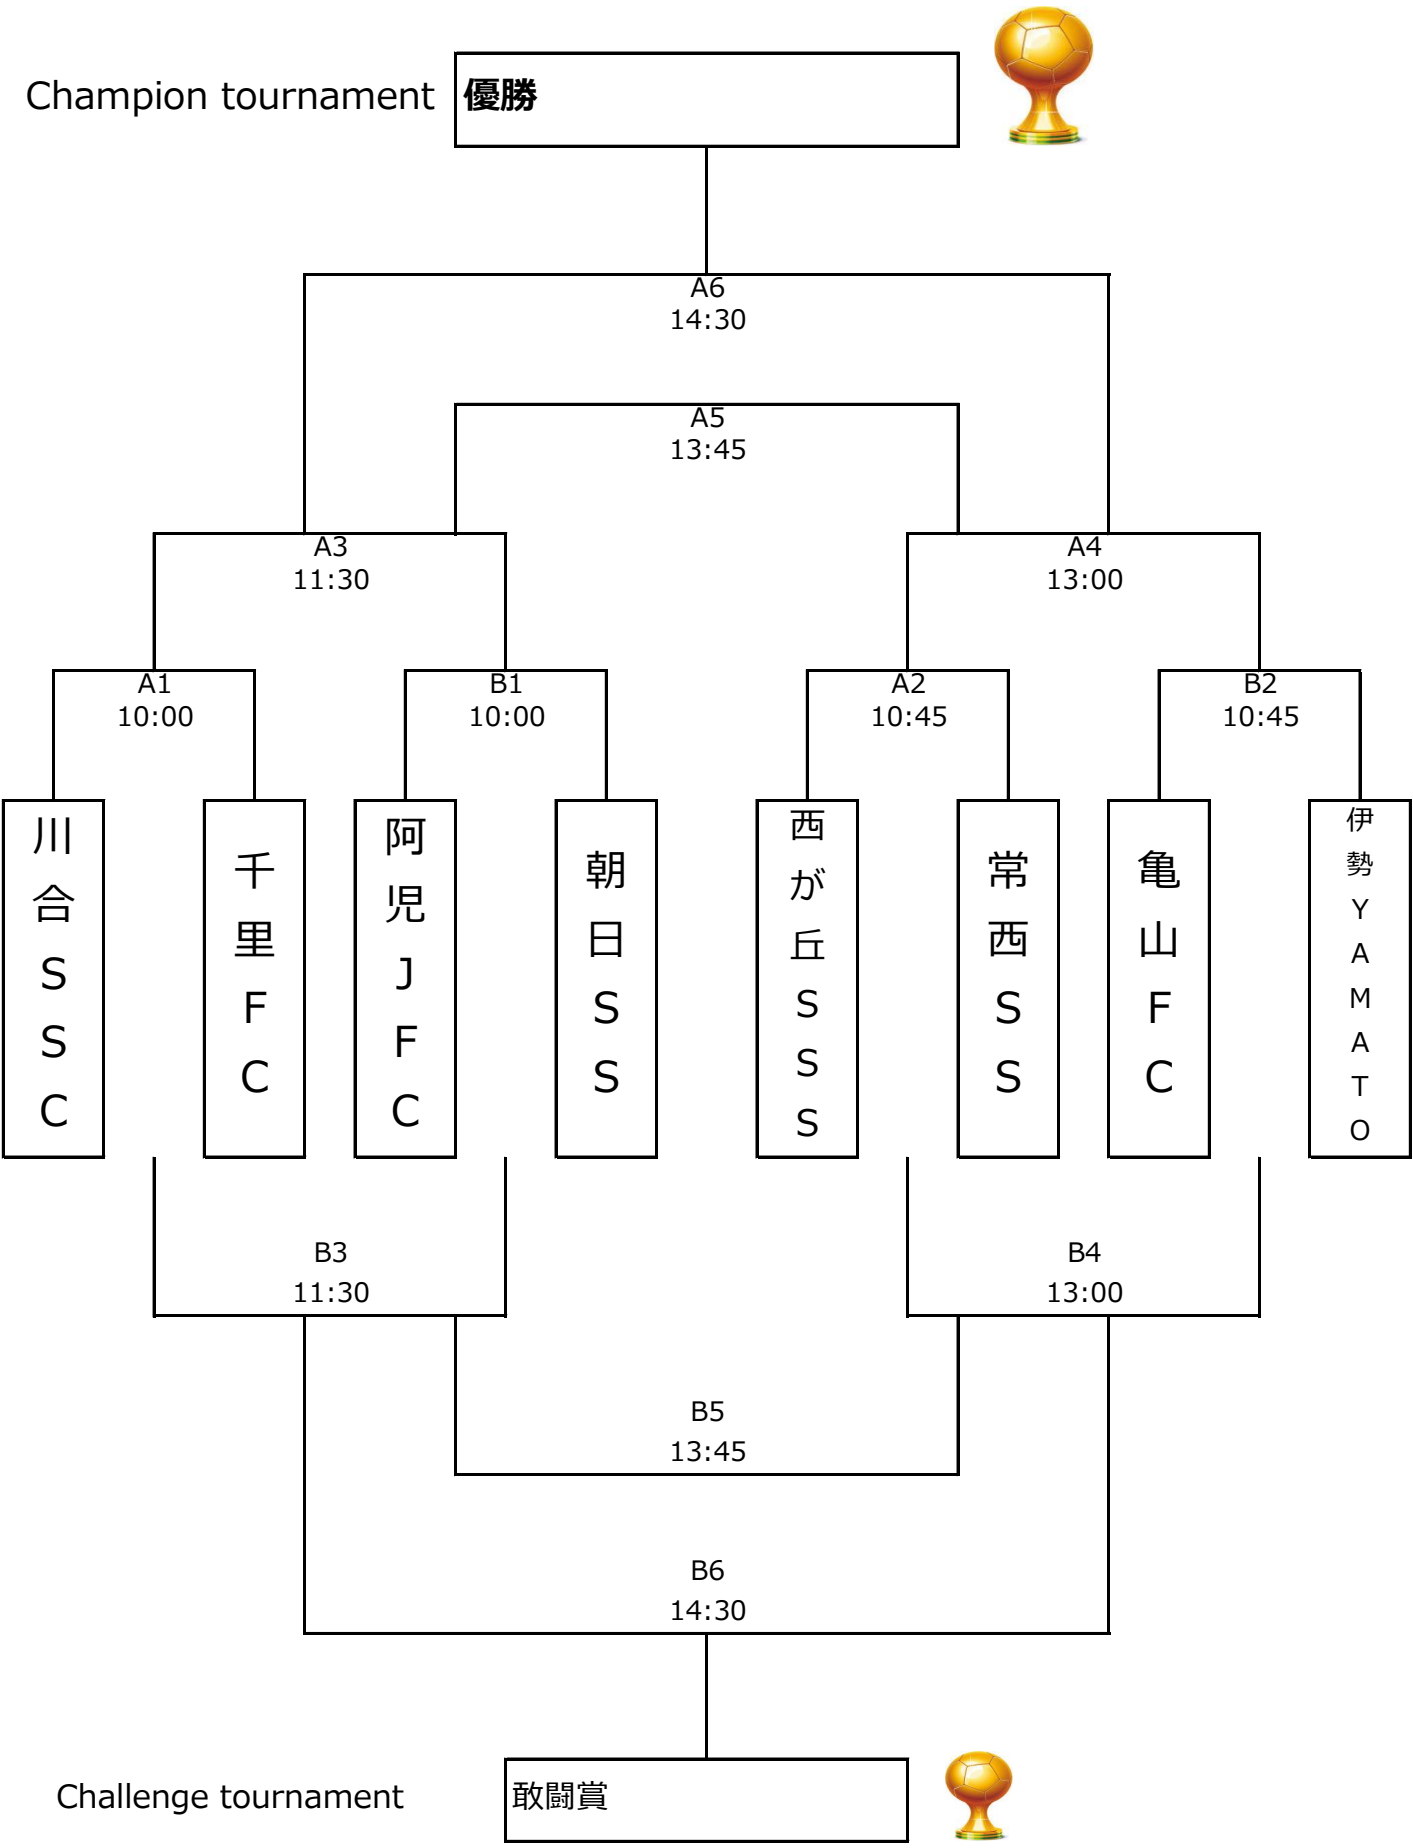 Champion tournament
優勝
A6
14:30
A5
13:45
A3
11:30
A4
13:00
A1
10:00
B1
10:00
A2
10:45
B2
10:45
川合SSC
千里FC
阿児JFC
朝日SS
西が丘SSS
常西SS
亀山FC
伊勢YAMATO
B3
11:30
B4
13:00
B5
13:45
B6
14:30
Challenge tournament
敢闘賞